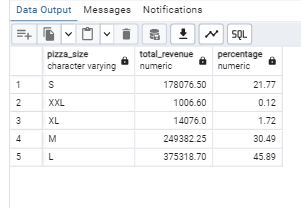 Data Output Messages Notifications
SQL
pizza_size total_revenue percentage
character varying numeric numeric
1 S 178076.50 21.77
2 XXL 1006.60 0.12
3 XL 14076.0 1.72
4 M 249382.25 30.49
5 L 375318.70 45.89